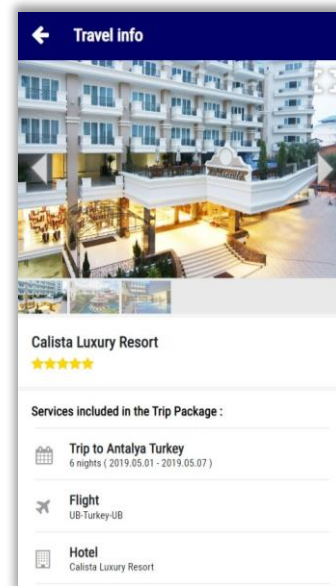 Travel info
Calista Luxury Resort
Services included in the Trip Package :
Trip to Antalya Turkey
6 nights ( 2019.05.01 - 2019.05.07 )
Flight
UB-Turkey-UB
Hotel
Calista Luxury Resort